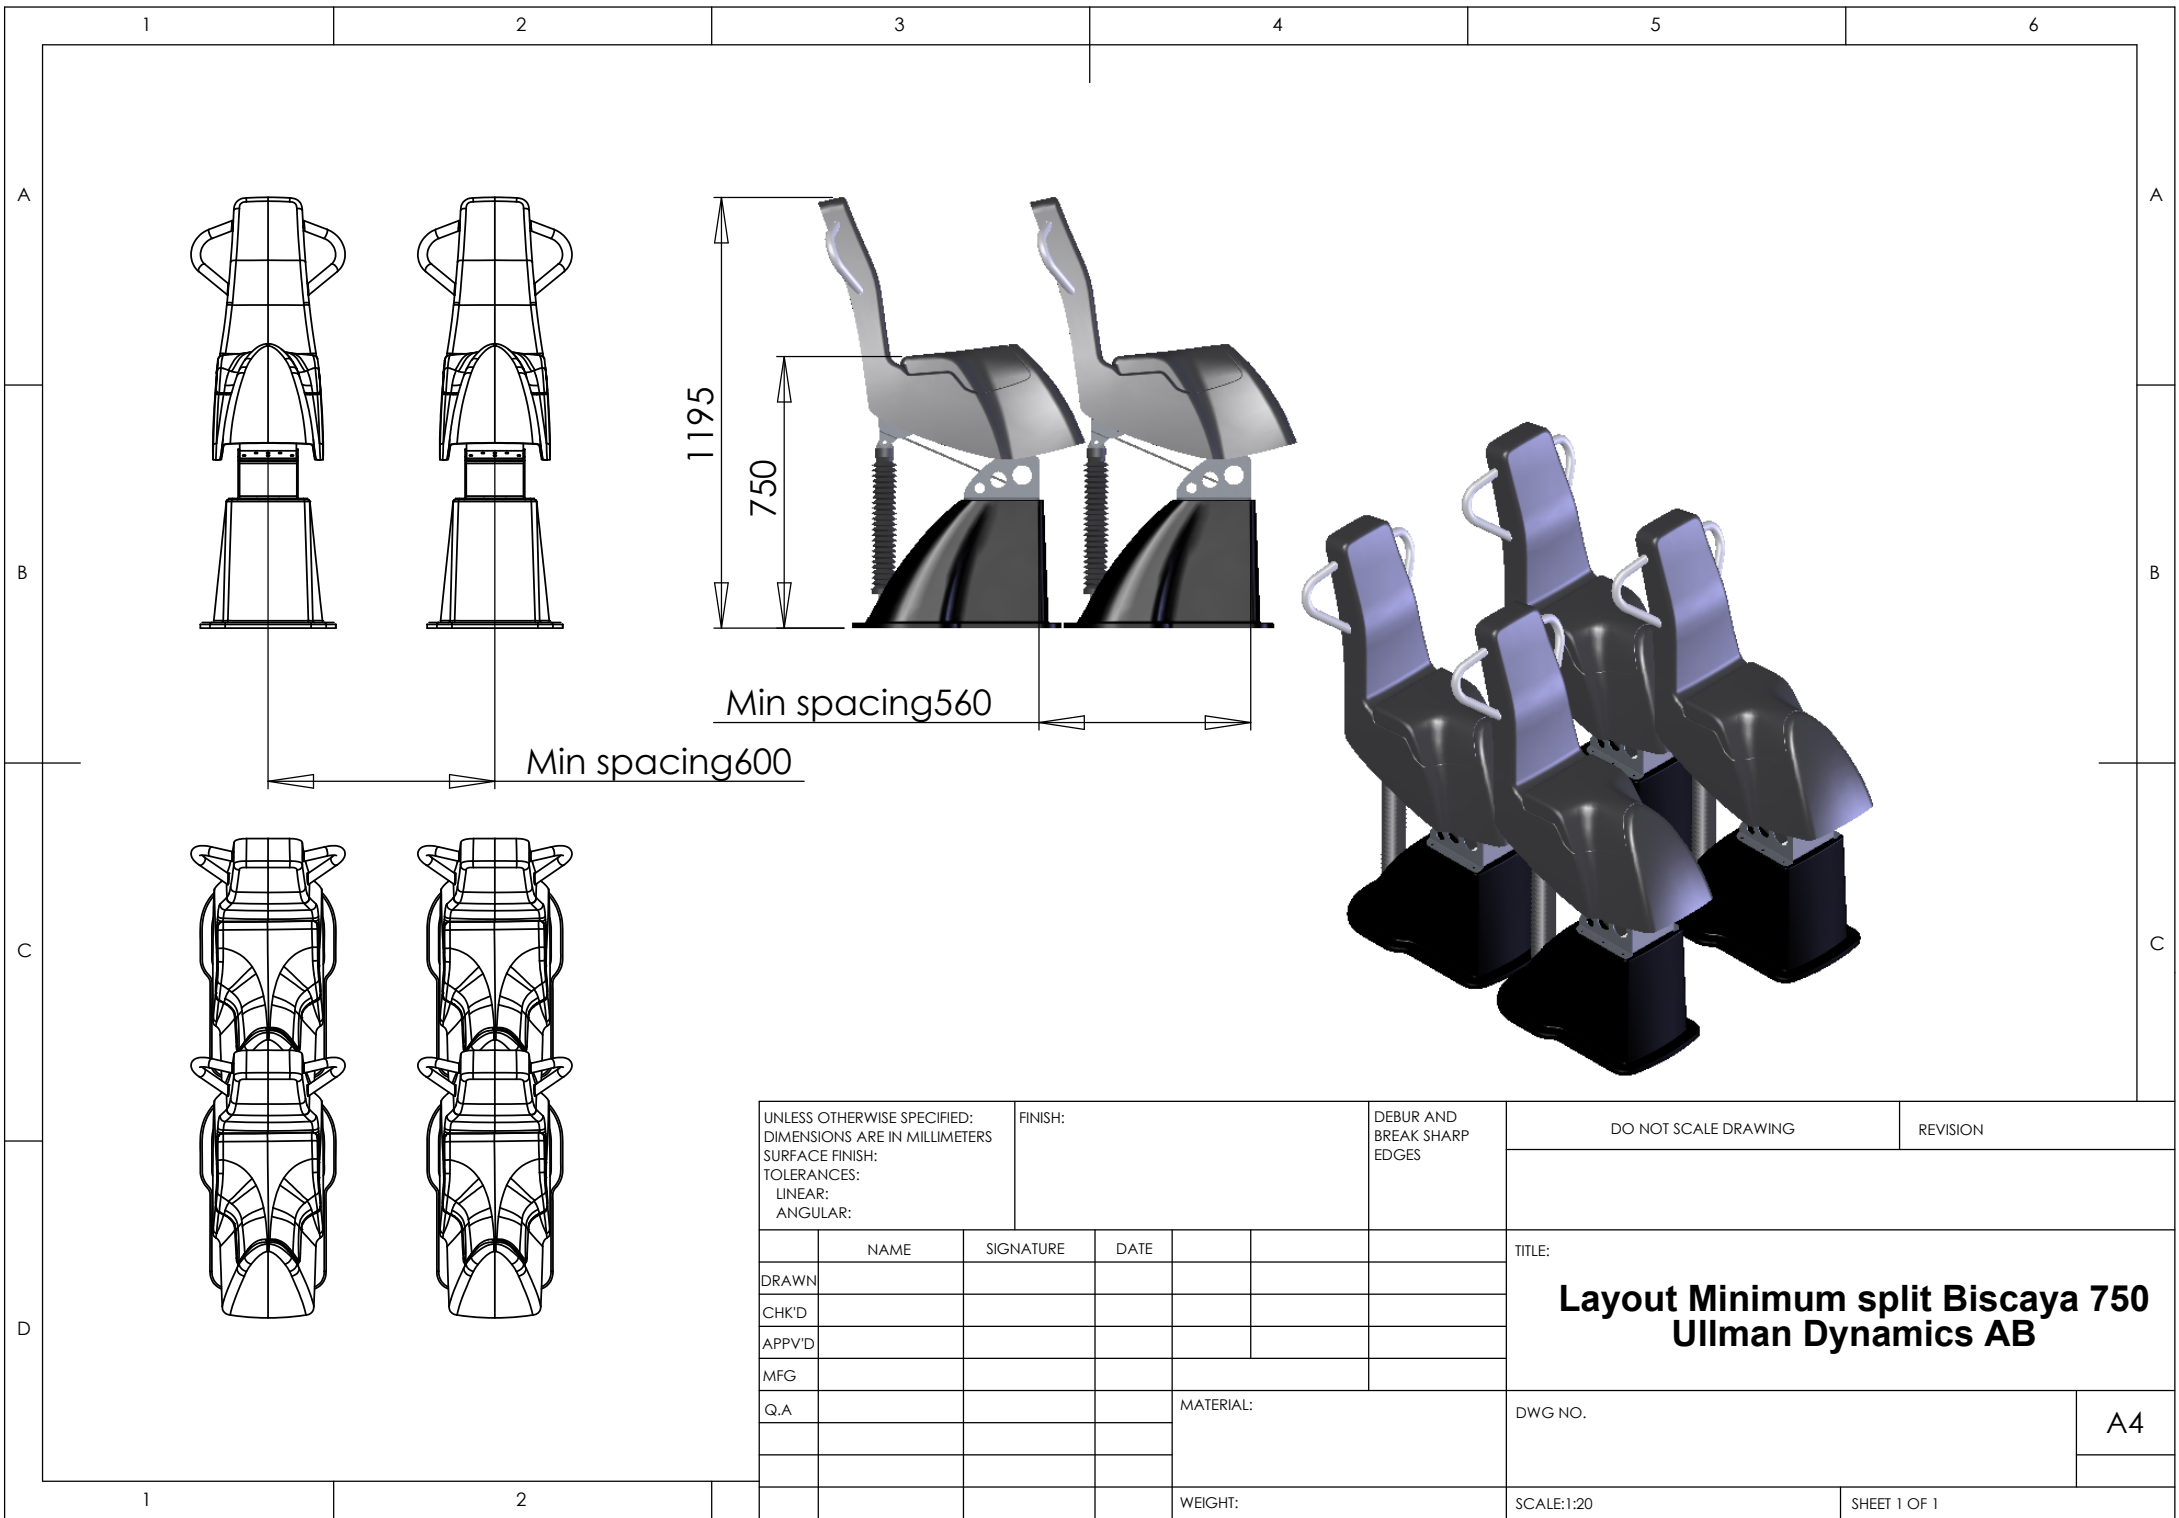 1 2 3 4 5 6
A A
1195
750
B B
Min spacing560
Min spacing600
C C
UNLESS OTHERWISE SPECIFIED:
DIMENSIONS ARE IN MILLIMETERS
SURFACE FINISH:
TOLERANCES:
LINEAR:
ANGULAR:
FINISH:
DEBUR AND
BREAK SHARP
EDGES
DO NOT SCALE DRAWING
REVISION
NAME SIGNATURE DATE
DRAWN
CHK'D
APPV'D
MFG
Q.A
TITLE:
Layout Minimum split Biscaya 750
Ullman Dynamics AB
D
MATERIAL:
DWG NO.
A4
WEIGHT:
SCALE:1:20
SHEET 1 OF 1
1 2